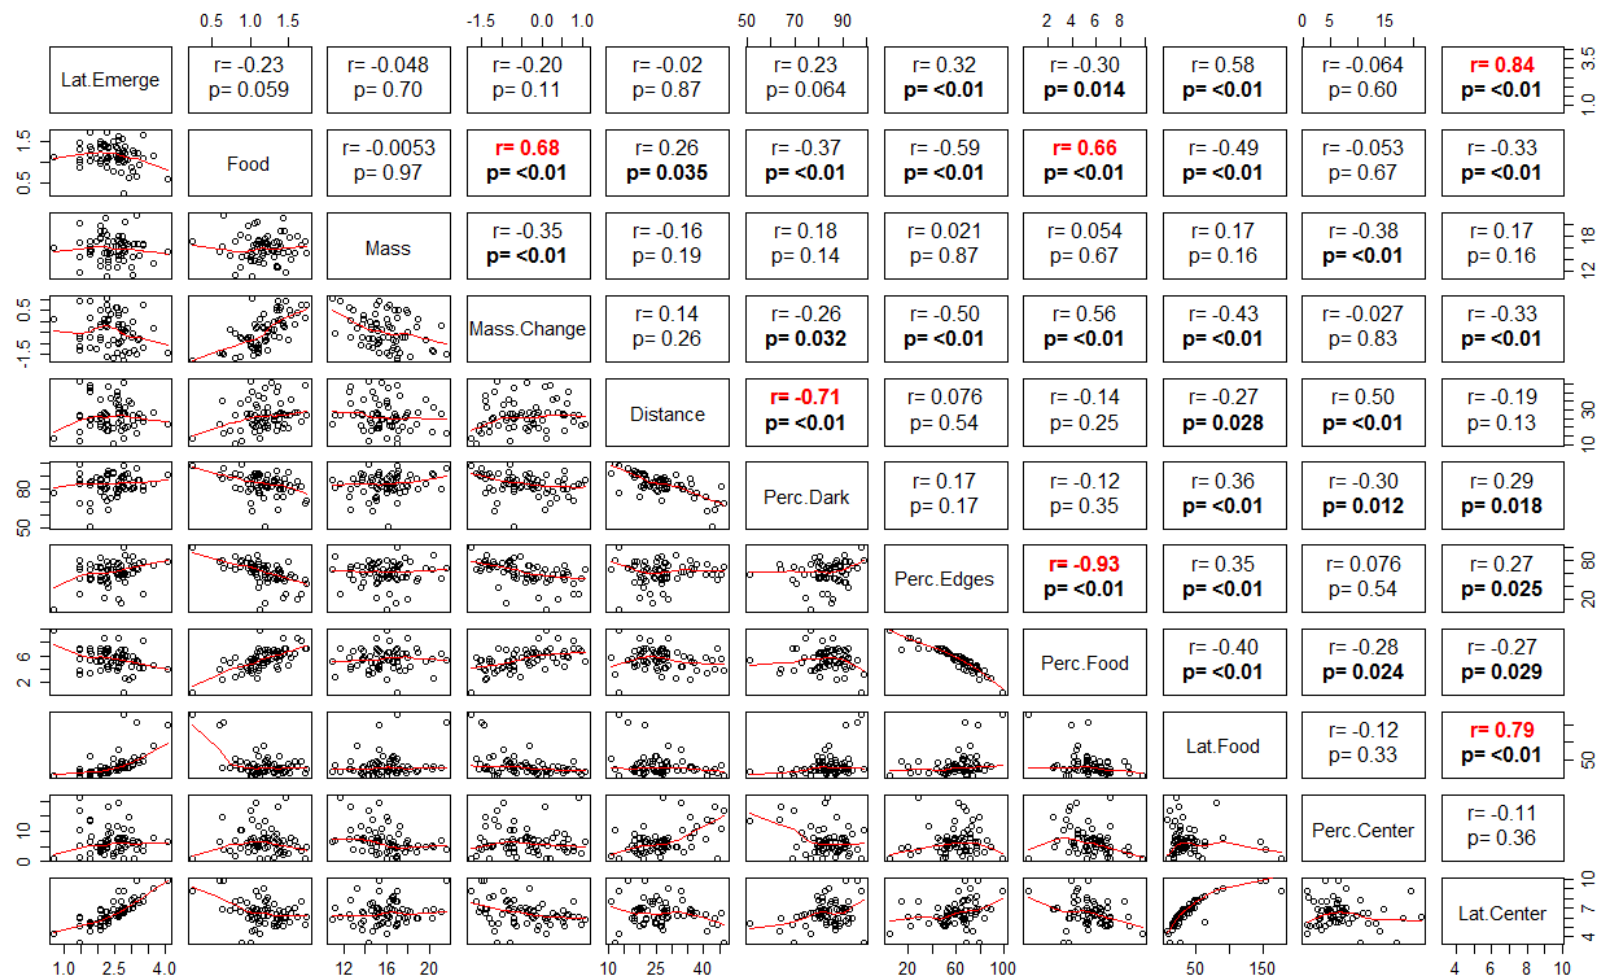 0.5 1.0 1.5 -1.5 0.0 1.0 50 70 90 2 4 6 8 0 5 15
Lat.Emerge r= -0.23 r= -0.048 r= -0.20 r= -0.02 r= 0.23 r= 0.32 r= -0.30 r= 0.58 r= -0.064 r= 0.84 1.0 3.5
p= 0.059 p= 0.70 p= 0.11 p= 0.87 p= 0.064 p= <0.01 p= 0.014 p= <0.01 p= 0.60 p= <0.01
0.5 1.5 Food r= -0.0053 r= 0.68 r= 0.26 r= -0.37 r= -0.59 r= 0.66 r= -0.49 r= -0.053 r= -0.33
p= 0.97 p= <0.01 p= 0.035 p= <0.01 p= <0.01 p= <0.01 p= <0.01 p= 0.67 p= <0.01
Mass r= -0.35 r= -0.16 r= 0.18 r= 0.021 r= 0.054 r= 0.17 r= -0.38 r= 0.17 12 18
p= <0.01 p= 0.19 p= 0.14 p= 0.87 p= 0.67 p= 0.16 p= <0.01 p= 0.16
-1.5 0.5 Mass.Change r= 0.14 r= -0.26 r= -0.50 r= 0.56 r= -0.43 r= -0.027 r= -0.33
p= 0.26 p= 0.032 p= <0.01 p= <0.01 p= <0.01 p= 0.83 p= <0.01
Distance r= -0.71 r= 0.076 r= -0.14 r= -0.27 r= 0.50 r= -0.19 10 30
p= <0.01 p= 0.54 p= 0.25 p= 0.028 p= <0.01 p= 0.13
50 80 Perc.Dark r= 0.17 r= -0.12 r= 0.36 r= -0.30 r= 0.29
p= 0.17 p= 0.35 p= <0.01 p= 0.012 p= 0.018
Perc.Edges r= -0.93 r= 0.35 r= 0.076 r= 0.27 20 80
p= <0.01 p= <0.01 p= 0.54 p= 0.025
2 6 Perc.Food r= -0.40 r= -0.28 r= -0.27
p= <0.01 p= 0.024 p= 0.029
Lat.Food r= -0.12 r= 0.79 50
p= 0.33 p= <0.01
0 10 Perc.Center r= -0.11
p= 0.36
Lat.Center 4 7 10
1.0 2.5 4.0 12 16 20 10 25 40 20 60 100 50 150 4 6 8 10